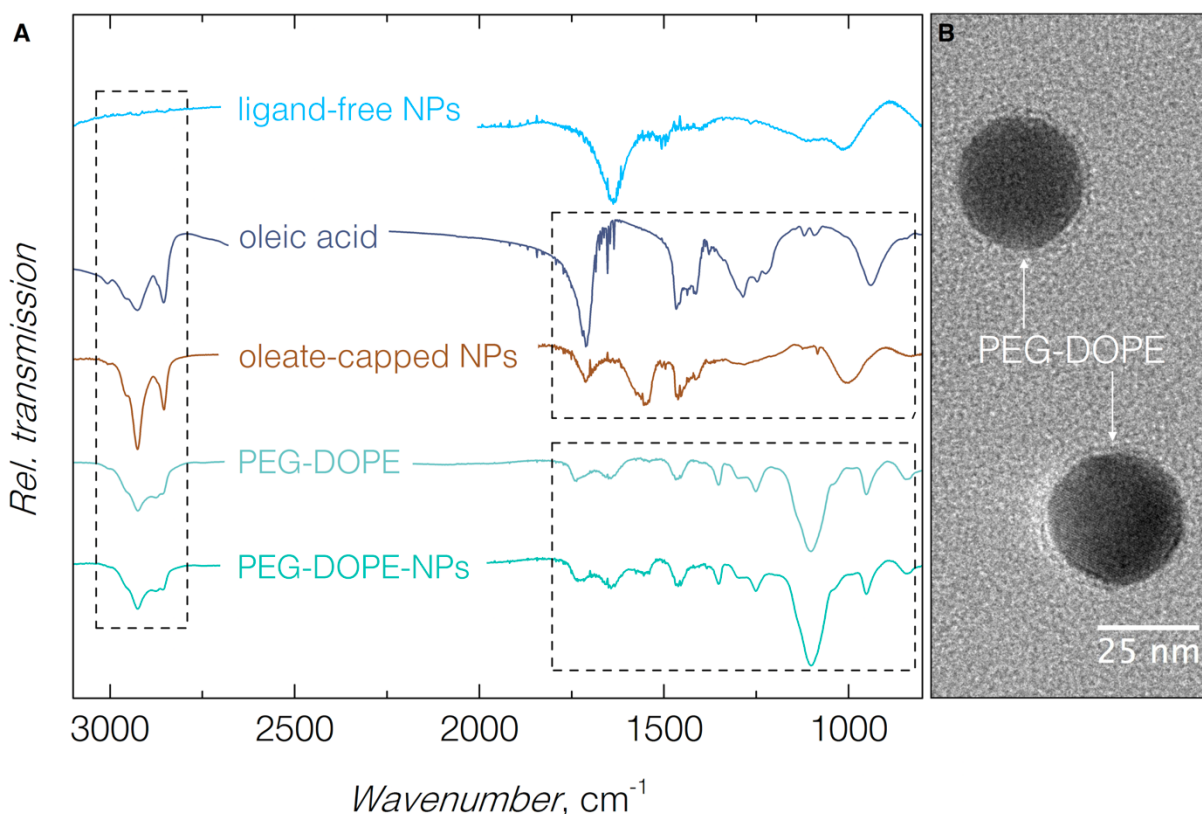 A
ligand-free NPs
oleic acid
oleate-capped NPs
PEG-DOPE
PEG-DOPE-NPs
Rel. transmission
3000 2500 2000 1500 1000
Wavenumber, cm⁻¹
B
PEG-DOPE
25 nm